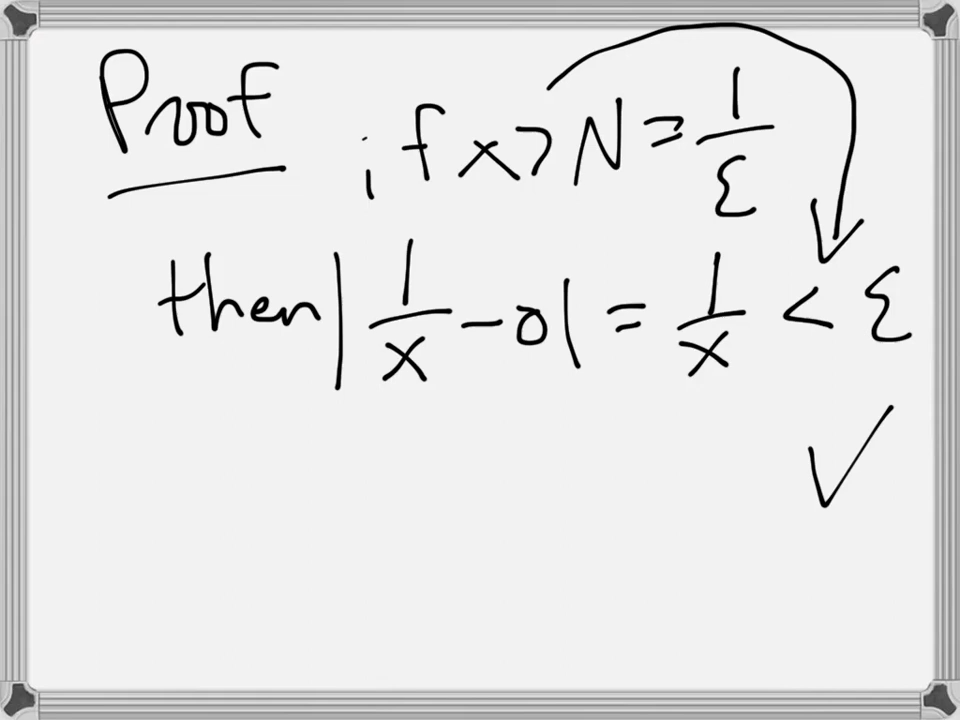 Proof if x > N = 1/ε
then |1/x - 0| = 1/x < ε